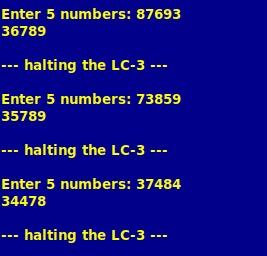 Enter 5 numbers: 87693
36789
--- halting the LC-3 ---
Enter 5 numbers: 73859
35789
--- halting the LC-3 ---
Enter 5 numbers: 37484
34478
--- halting the LC-3 ---